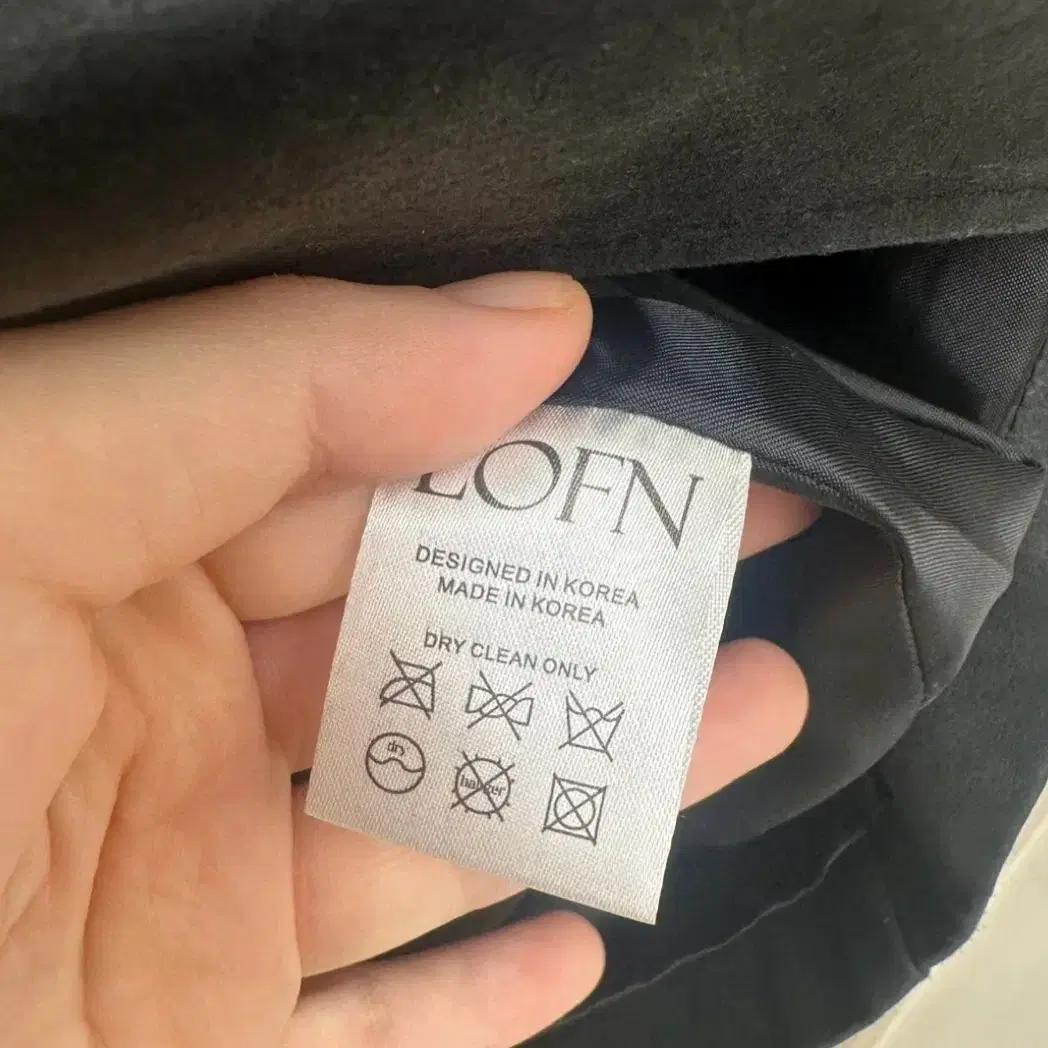 LOFN
DESIGNED IN KOREA
MADE IN KOREA
DRY CLEAN ONLY
dry